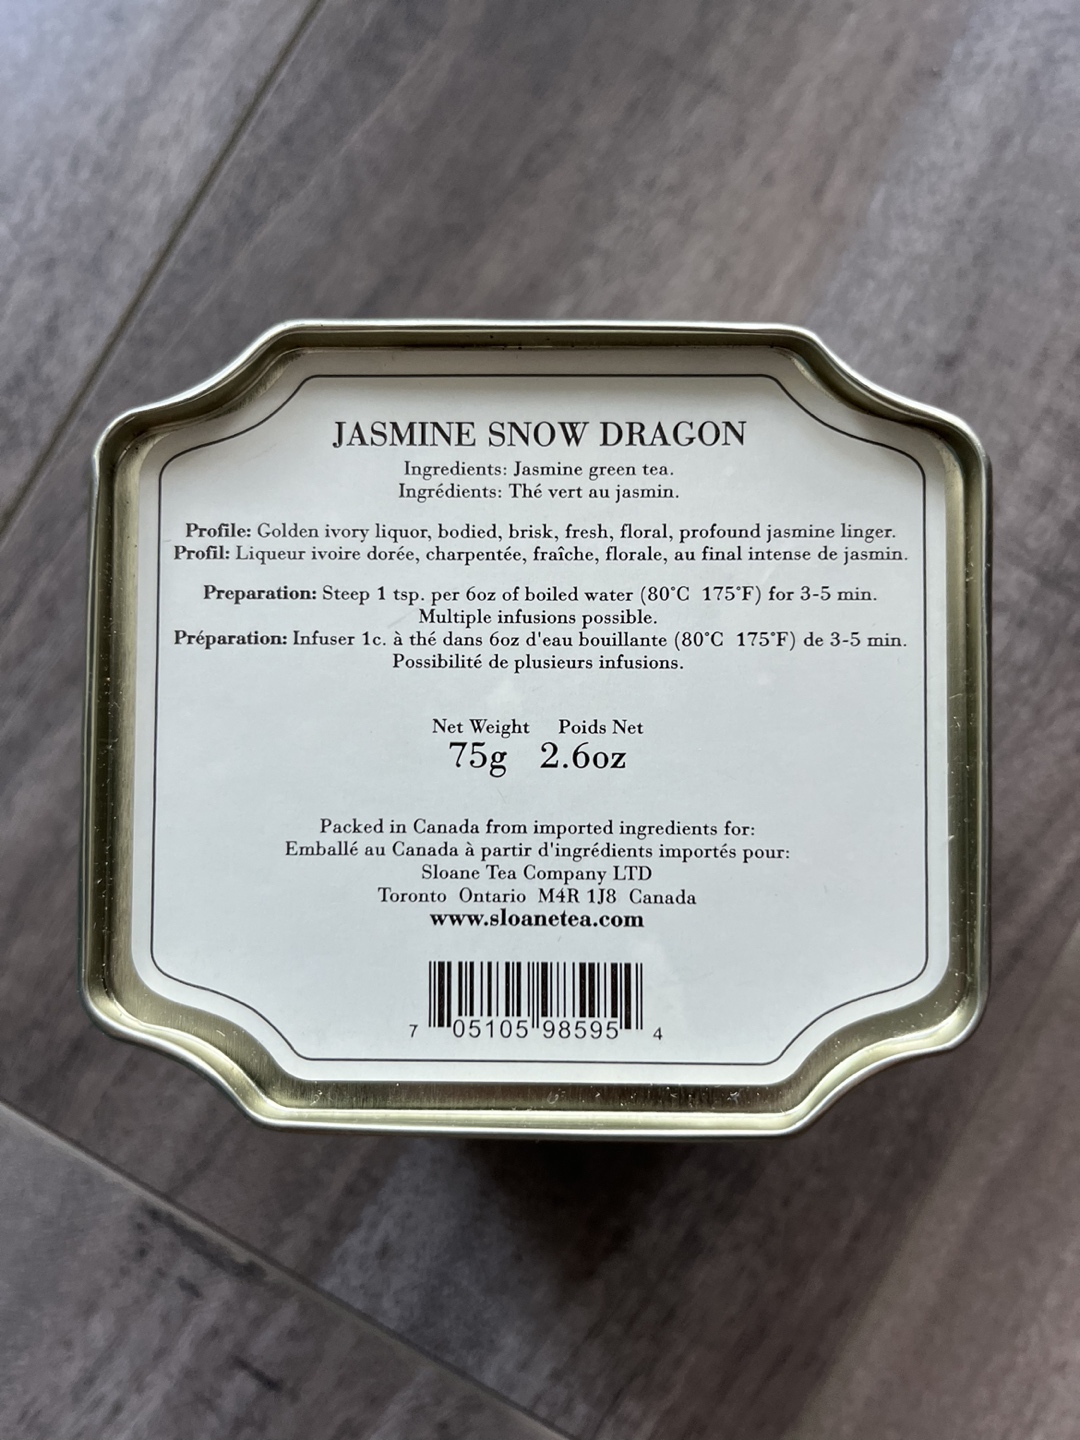 JASMINE SNOW DRAGON
Ingredients: Jasmine green tea.
Ingrédients: Thé vert au jasmin.
Profile: Golden ivory liquor, bodied, brisk, fresh, floral, profound jasmine linger.
Profil: Liqueur ivoire dorée, charpentée, fraîche, florale, au final intense de jasmin.
Preparation: Steep 1 tsp. per 6oz of boiled water (80°C 175°F) for 3-5 min.
Multiple infusions possible.
Préparation: Infuser 1c. à thé dans 6oz d'eau bouillante (80°C 175°F) de 3-5 min.
Possibilité de plusieurs infusions.
Net Weight Poids Net
75g 2.6oz
Packed in Canada from imported ingredients for:
Emballé au Canada à partir d'ingrédients importés pour:
Sloane Tea Company LTD
Toronto Ontario M4R 1J8 Canada
www.sloanetea.com
7 05105 98595 4